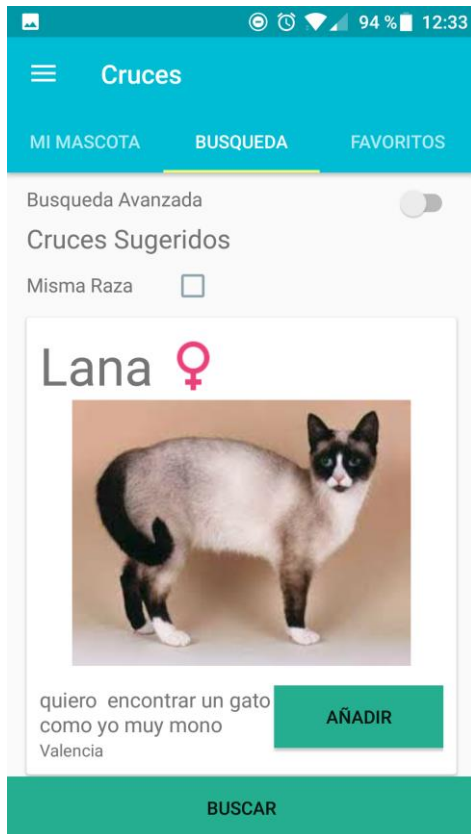 94 % 12:33
Cruces
MI MASCOTA BUSQUEDA FAVORITOS
Busqueda Avanzada
Cruces Sugeridos
Misma Raza
Lana
quiero encontrar un gato
como yo muy mono
Valencia
AÑADIR
BUSCAR